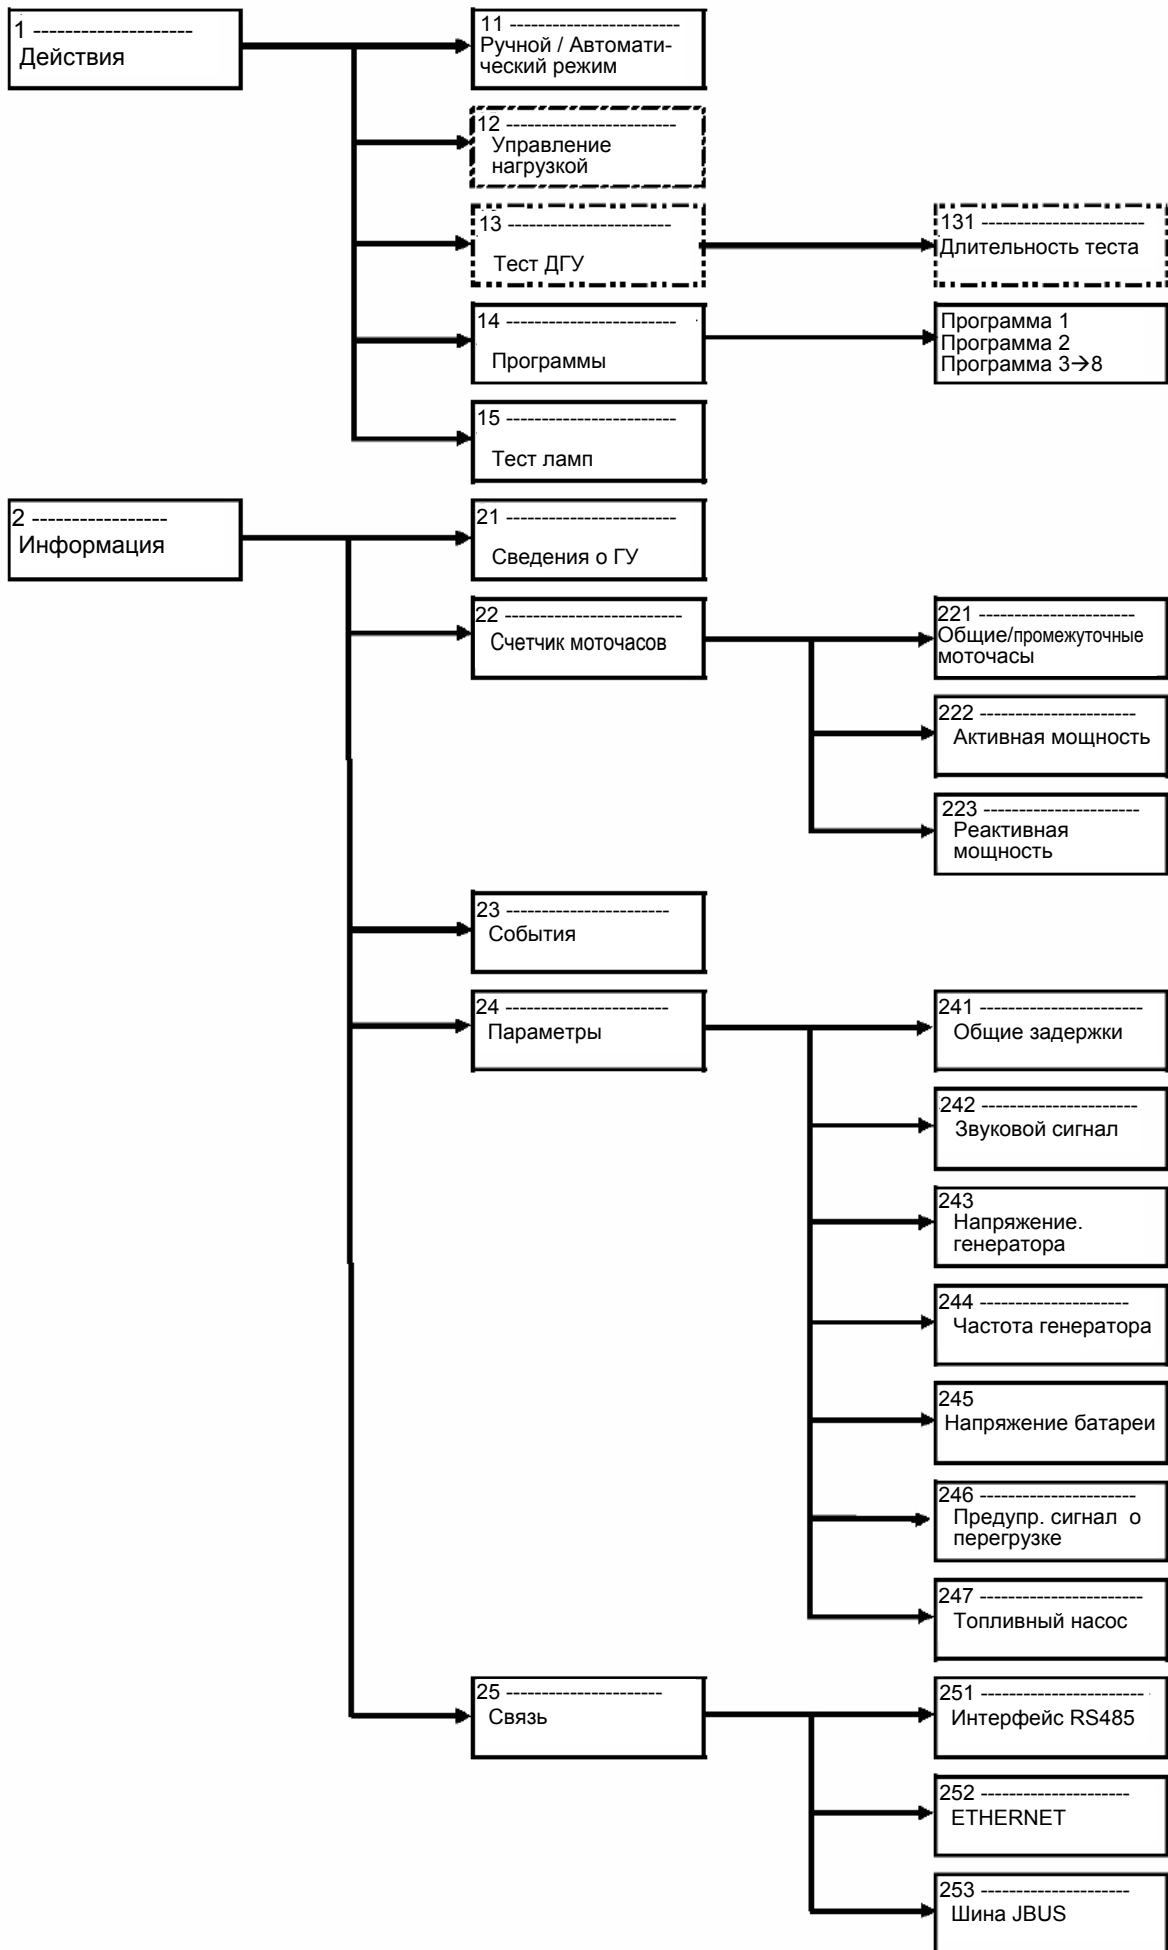 1 --------------------
Действия
11 ------------------------
Ручной / Автомати-
ческий режим
12 ------------------------
Управление
нагрузкой
13 -----------------------
Тест ДГУ
131 -----------------------
Длительность теста
14 ------------------------
Программы
Программа 1
Программа 2
Программа 3→8
15 ------------------------
Тест ламп
2 -----------------
Информация
21 ------------------------
Сведения о ГУ
22 -------------------------
Счетчик моточасов
221 ----------------------
Общие/промежуточные
моточасы
222 ----------------------
Активная мощность
223 ----------------------
Реактивная
мощность
23 -----------------------
События
24 -----------------------
Параметры
241 -----------------------
Общие задержки
242 ----------------------
Звуковой сигнал
243
Напряжение.
генератора
244 ---------------------
Частота генератора
245
Напряжение батареи
246 ----------------------
Предупр. сигнал о
перегрузке
247 -----------------------
Топливный насос
25 ----------------------
Связь
251 -----------------------
Интерфейс RS485
252 ---------------------
ETHERNET
253 ---------------------
Шина JBUS